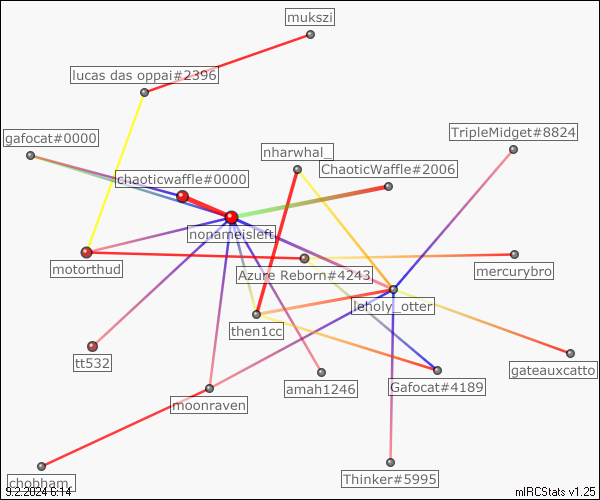 mukszi
lucas das oppai#2396
TripleMidget#8824
gafocat#0000
nharwhal_
ChaoticWaffle#2006
chaoticwaffle#0000
nonameisleft
motorthud
Azure Reborn#4243
mercurybro
leholy_otter
then1cc
tt532
gateauxcatto
amah1246
Gafocat#4189
moonraven
chobham_
Thinker#5995
9.2.2024 6:14
mIRCStats v1.25